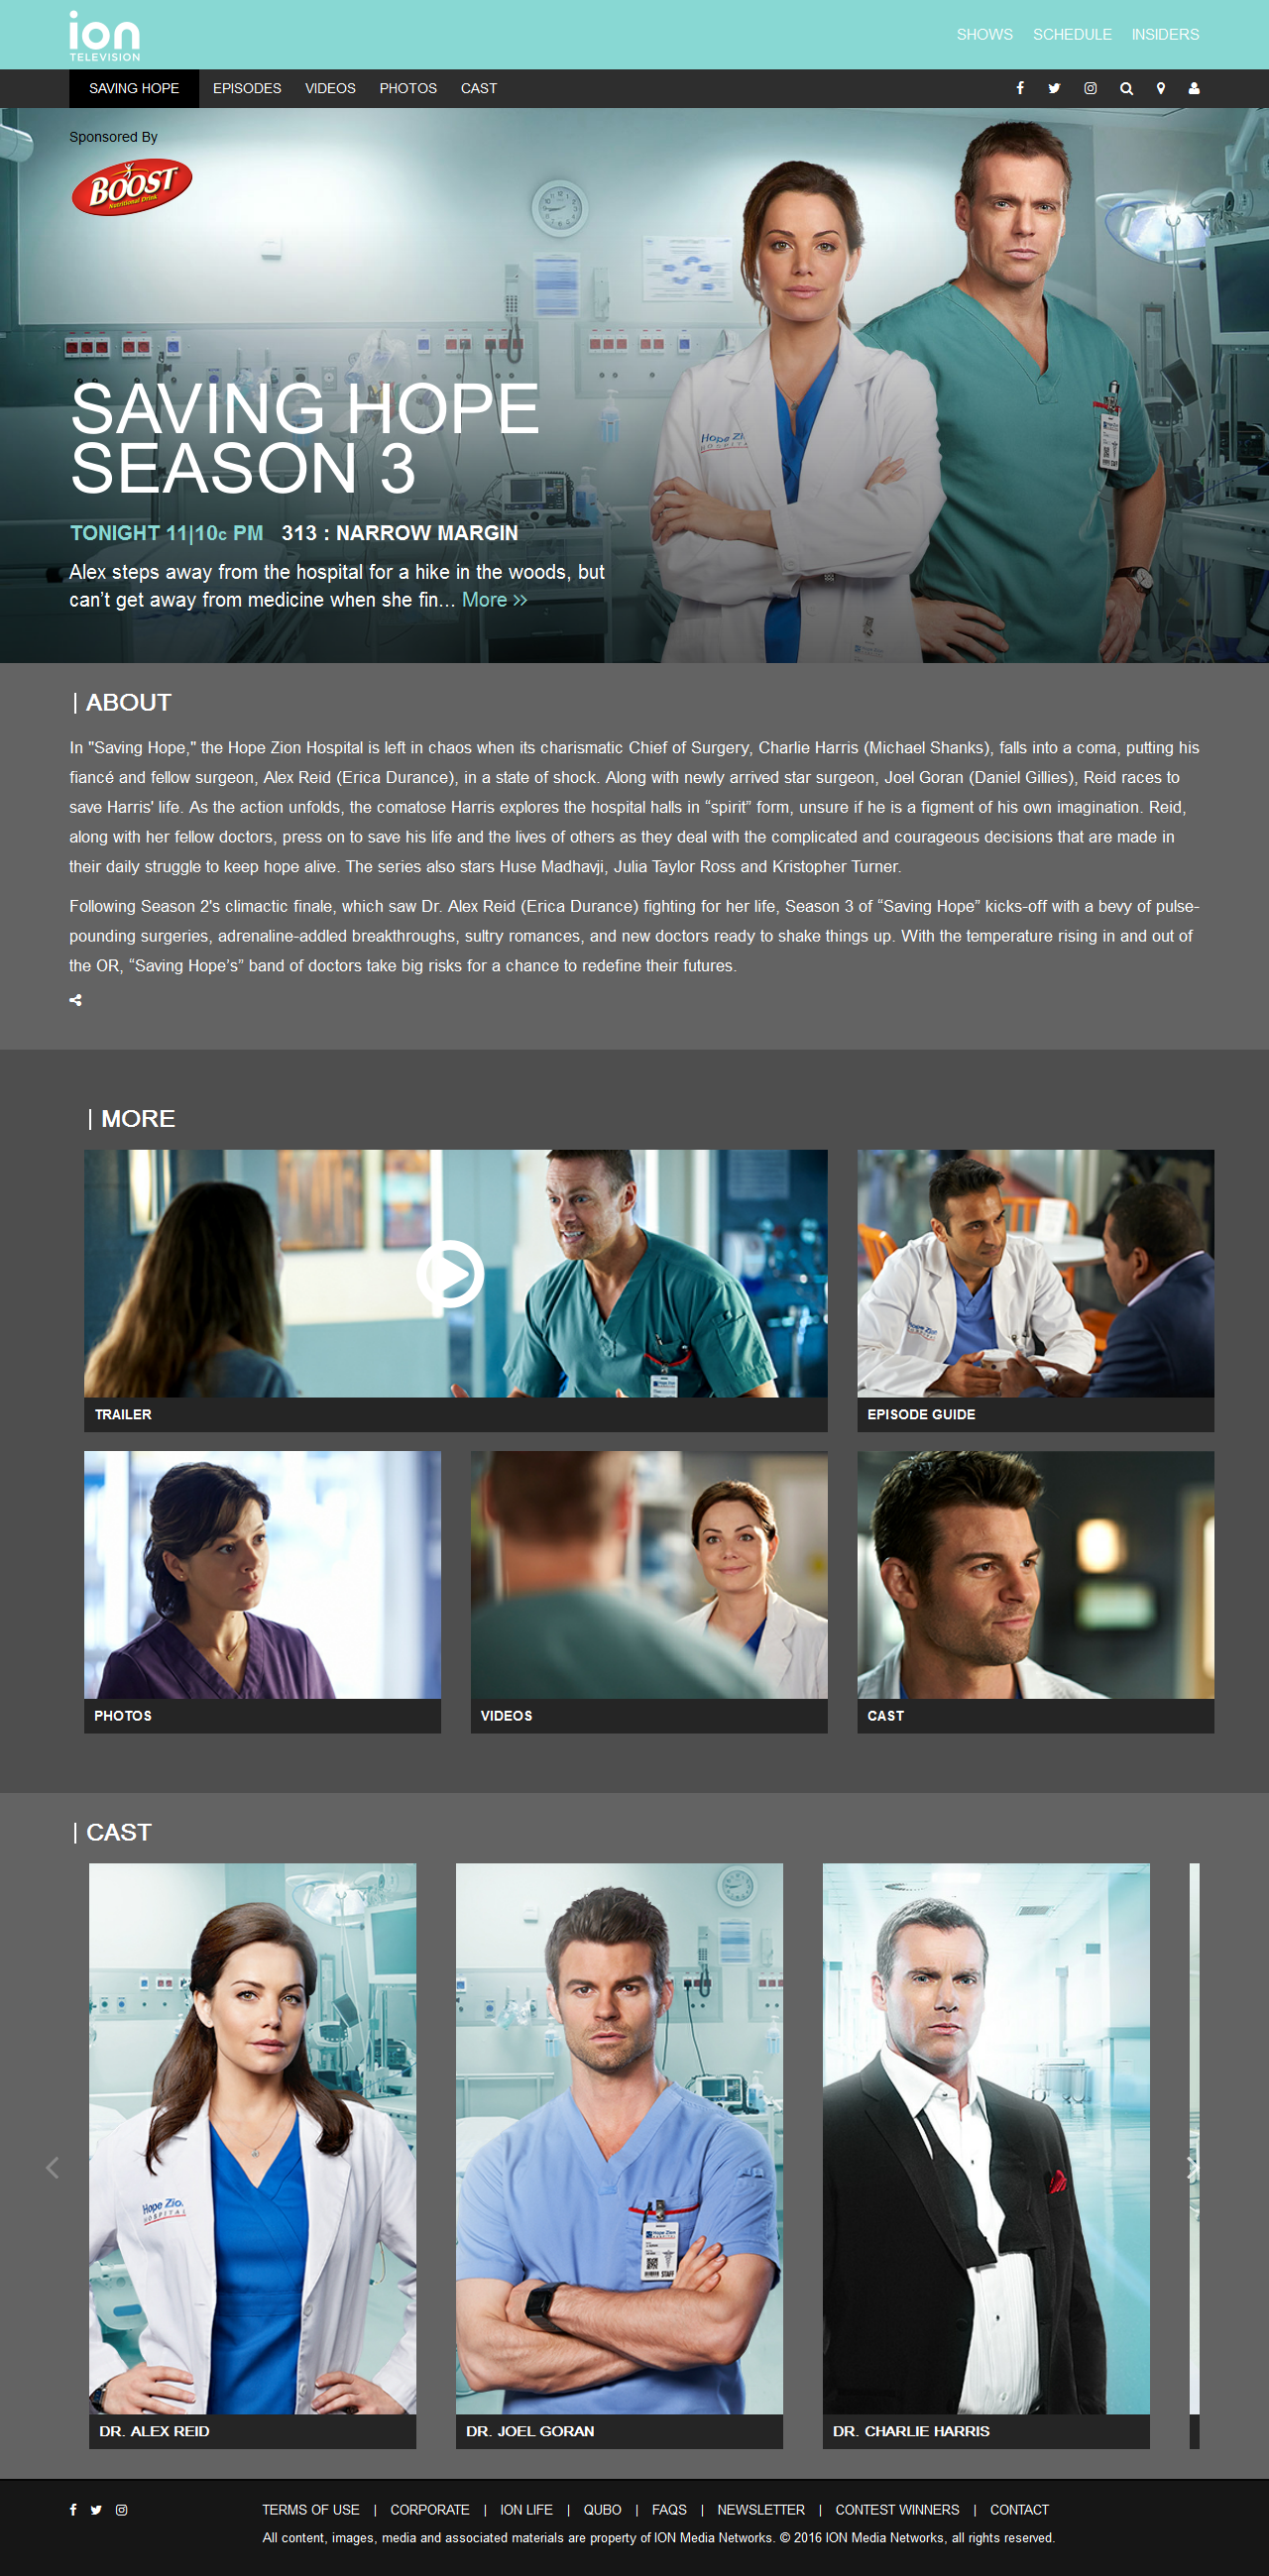 ion
TELEVISION
SHOWS SCHEDULE INSIDERS
SAVING HOPE EPISODES VIDEOS PHOTOS CAST
Sponsored By
BOOST
Nutritional Drink
Hope Zi
HOSPITAL
SAVING HOPE
SEASON 3
TONIGHT 11|10c PM 313 : NARROW MARGIN
Alex steps away from the hospital for a hike in the woods, but
can’t get away from medicine when she fin... More »
| ABOUT
In "Saving Hope," the Hope Zion Hospital is left in chaos when its charismatic Chief of Surgery, Charlie Harris (Michael Shanks), falls into a coma, putting his
fiancé and fellow surgeon, Alex Reid (Erica Durance), in a state of shock. Along with newly arrived star surgeon, Joel Goran (Daniel Gillies), Reid races to
save Harris' life. As the action unfolds, the comatose Harris explores the hospital halls in “spirit” form, unsure if he is a figment of his own imagination. Reid,
along with her fellow doctors, press on to save his life and the lives of others as they deal with the complicated and courageous decisions that are made in
their daily struggle to keep hope alive. The series also stars Huse Madhavji, Julia Taylor Ross and Kristopher Turner.
Following Season 2's climactic finale, which saw Dr. Alex Reid (Erica Durance) fighting for her life, Season 3 of “Saving Hope” kicks-off with a bevy of pulse-
pounding surgeries, adrenaline-addled breakthroughs, sultry romances, and new doctors ready to shake things up. With the temperature rising in and out of
the OR, “Saving Hope’s” band of doctors take big risks for a chance to redefine their futures.
| MORE
Hope Zion
TRAILER
EPISODE GUIDE
PHOTOS
VIDEOS
CAST
| CAST
Hope Zio
HOSPITAL
Hope Zion
STAFF
DR. ALEX REID
DR. JOEL GORAN
DR. CHARLIE HARRIS
TERMS OF USE | CORPORATE | ION LIFE | QUBO | FAQS | NEWSLETTER | CONTEST WINNERS | CONTACT
All content, images, media and associated materials are property of ION Media Networks. © 2016 ION Media Networks, all rights reserved.